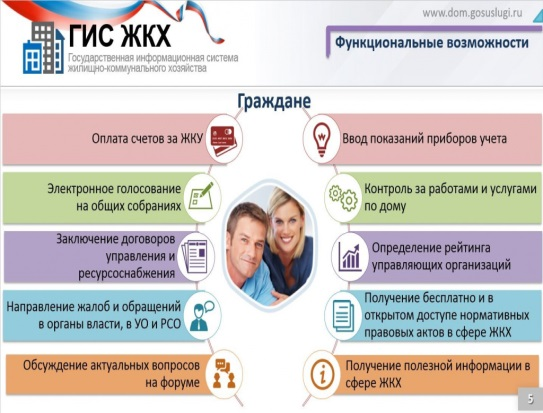 www.dom.gosuslugi.ru
ГИС ЖКХ
Государственная информационная система
жилищно-коммунального хозяйства
Функциональные возможности
Граждане
Оплата счетов за ЖКУ
Ввод показаний приборов учета
Электронное голосование
на общих собраниях
Контроль за работами и услугами
по дому
Заключение договоров
управления и
ресурсоснабжения
Определение рейтинга
управляющих организаций
Направление жалоб и обращений
в органы власти, в УО и РСО
Получение бесплатно и в
открытом доступе нормативных
правовых актов в сфере ЖКХ
Обсуждение актуальных вопросов
на форуме
Получение полезной информации в
сфере ЖКХ
5